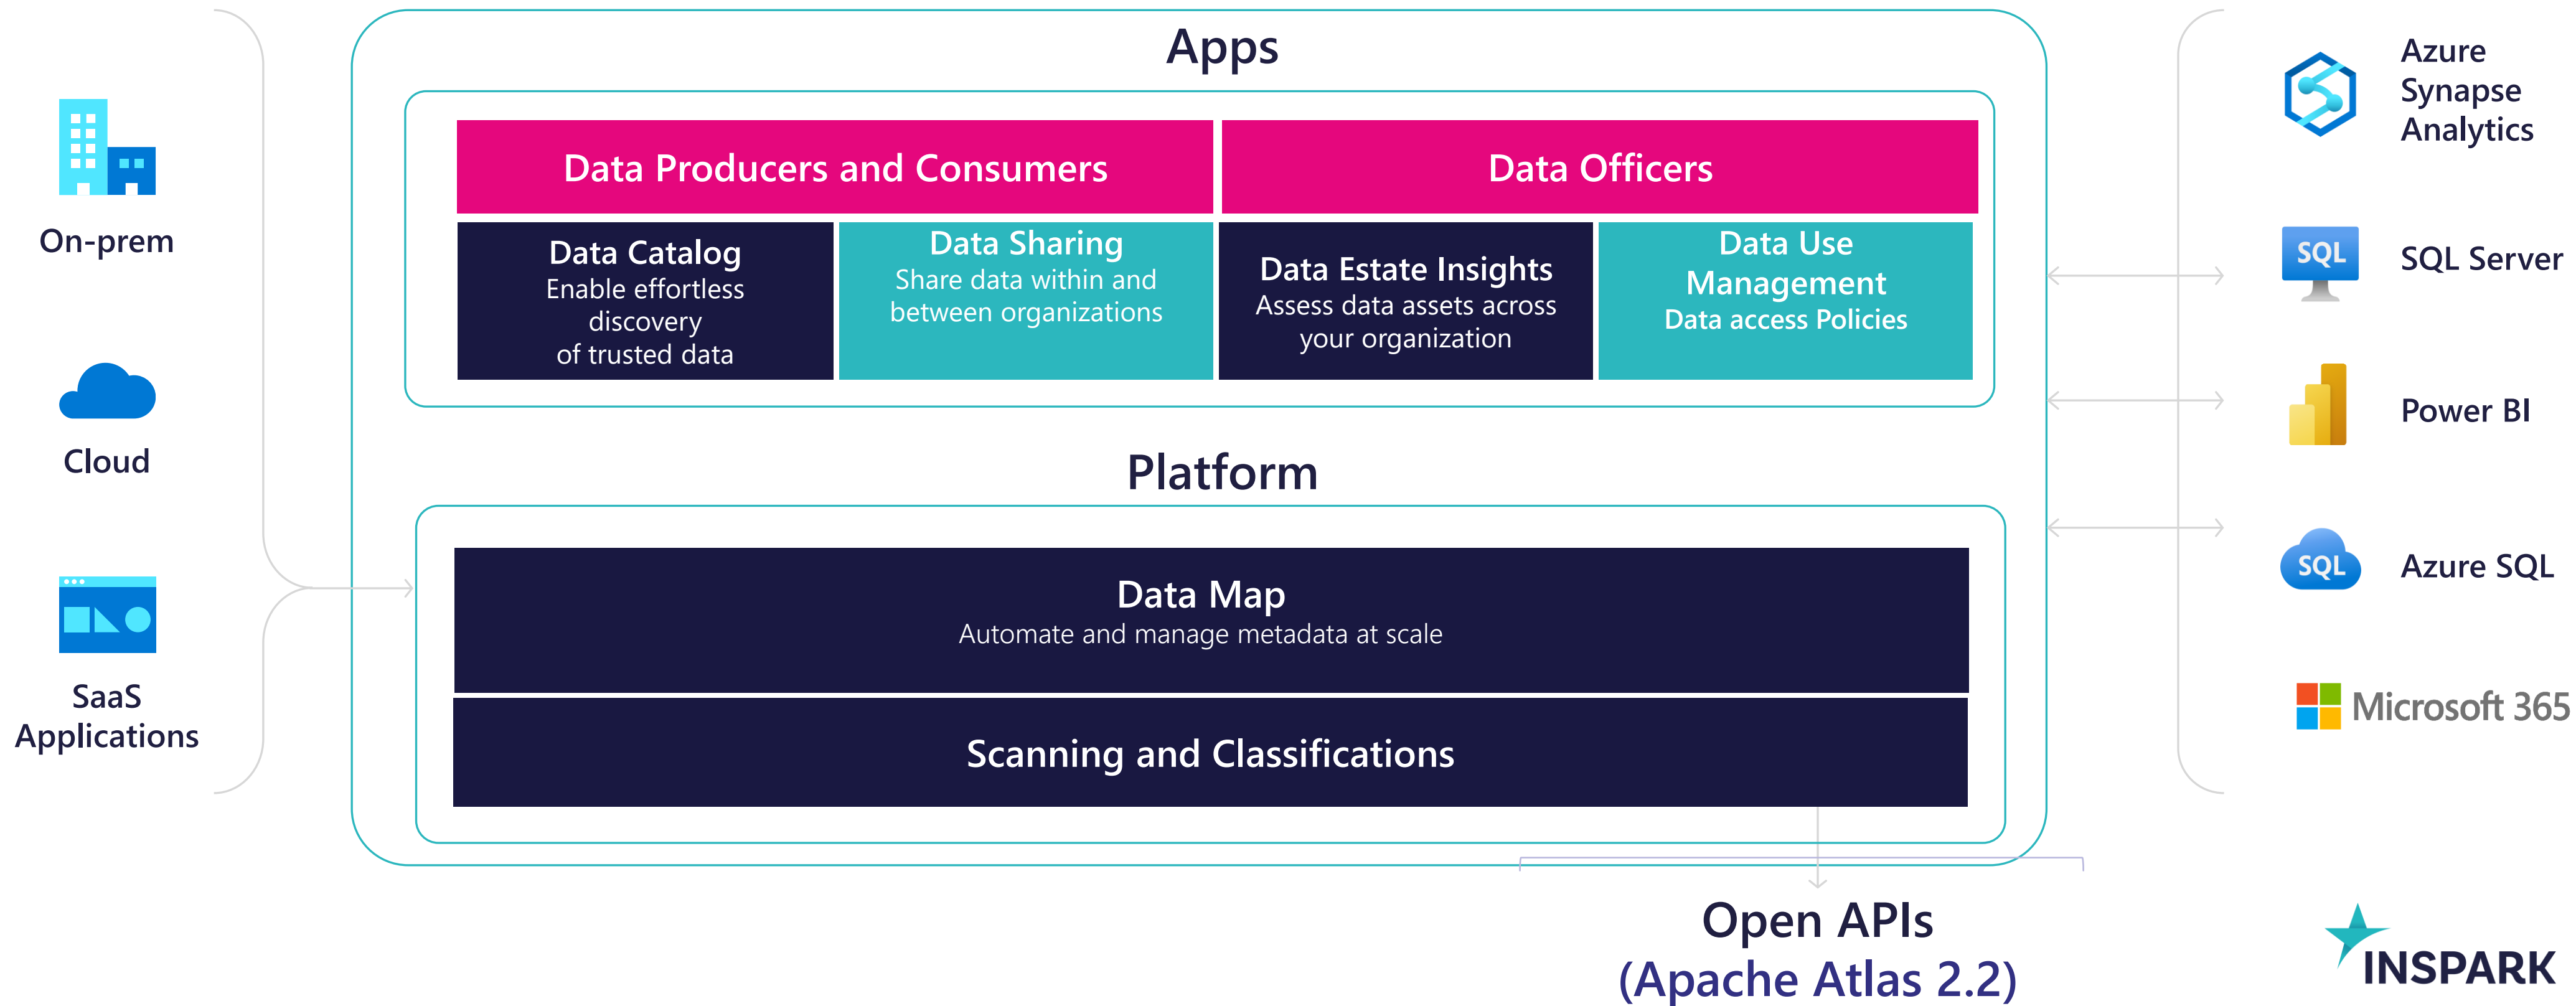 Apps
Data Producers and Consumers
Data Officers
Data Catalog
Enable effortless
discovery
of trusted data
Data Sharing
Share data within and
between organizations
Data Estate Insights
Assess data assets across
your organization
Data Use
Management
Data access Policies
Platform
Data Map
Automate and manage metadata at scale
Scanning and Classifications
Open APIs
(Apache Atlas 2.2)
On-prem
Cloud
SaaS
Applications
Azure
Synapse
Analytics
SQL
SQL Server
Power BI
SQL
Azure SQL
Microsoft 365
INSPARK